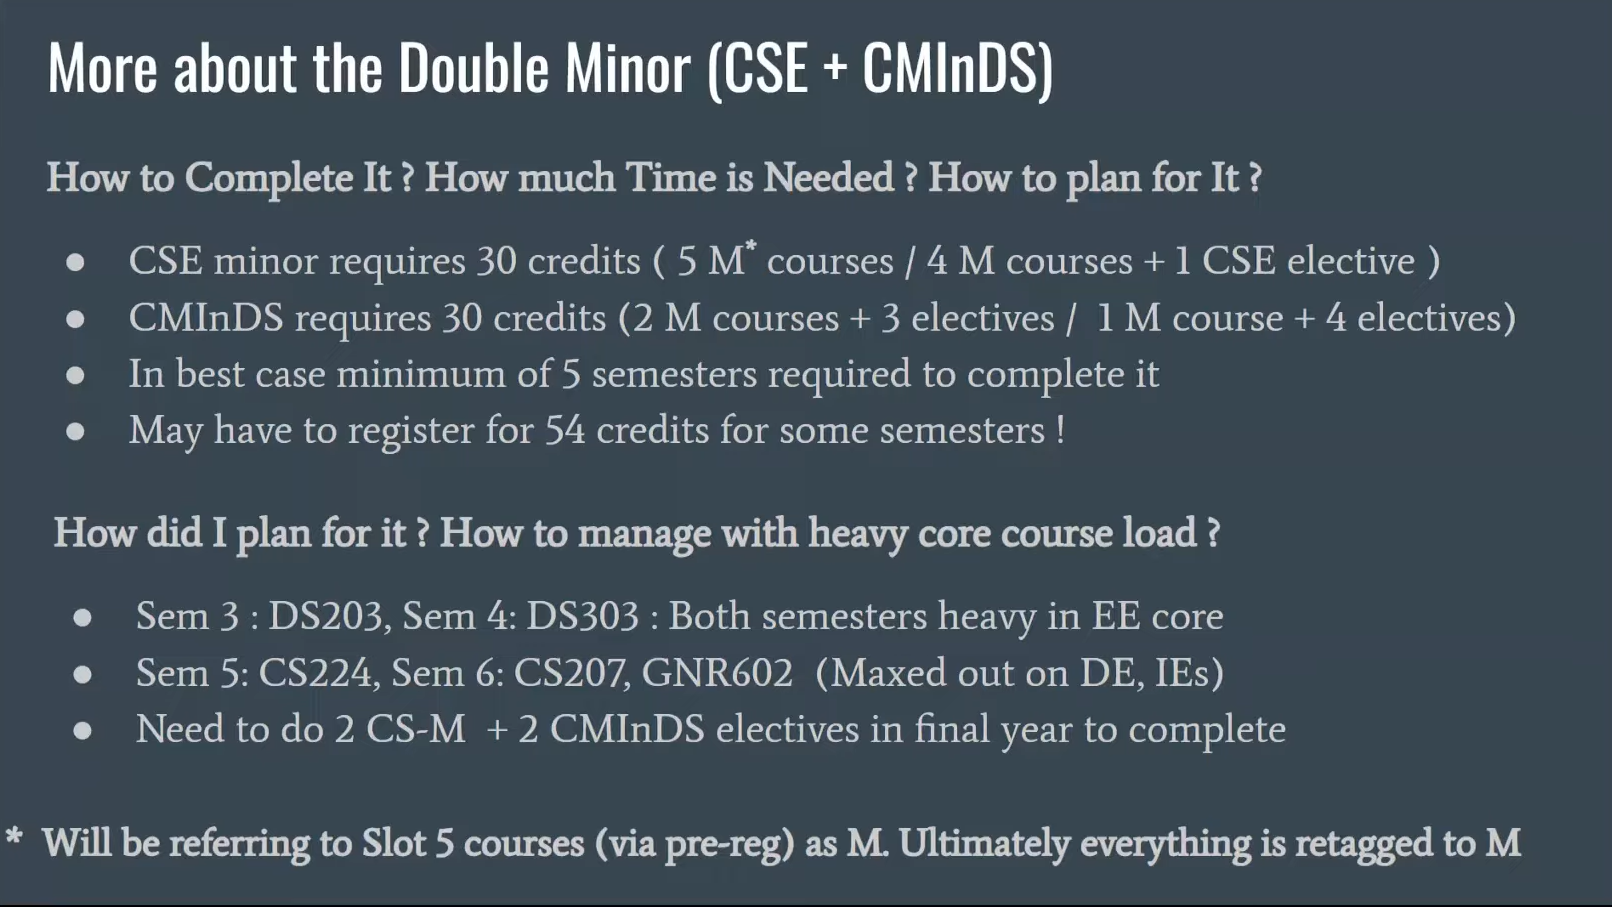 More about the Double Minor (CSE + CMInDS)
How to Complete It ? How much Time is Needed ? How to plan for It ?
● CSE minor requires 30 credits ( 5 M* courses / 4 M courses + 1 CSE elective )
● CMInDS requires 30 credits (2 M courses + 3 electives / 1 M course + 4 electives)
● In best case minimum of 5 semesters required to complete it
● May have to register for 54 credits for some semesters !
How did I plan for it ? How to manage with heavy core course load ?
● Sem 3 : DS203, Sem 4: DS303 : Both semesters heavy in EE core
● Sem 5: CS224, Sem 6: CS207, GNR602 (Maxed out on DE, IEs)
● Need to do 2 CS-M + 2 CMInDS electives in final year to complete
* Will be referring to Slot 5 courses (via pre-reg) as M. Ultimately everything is retagged to M